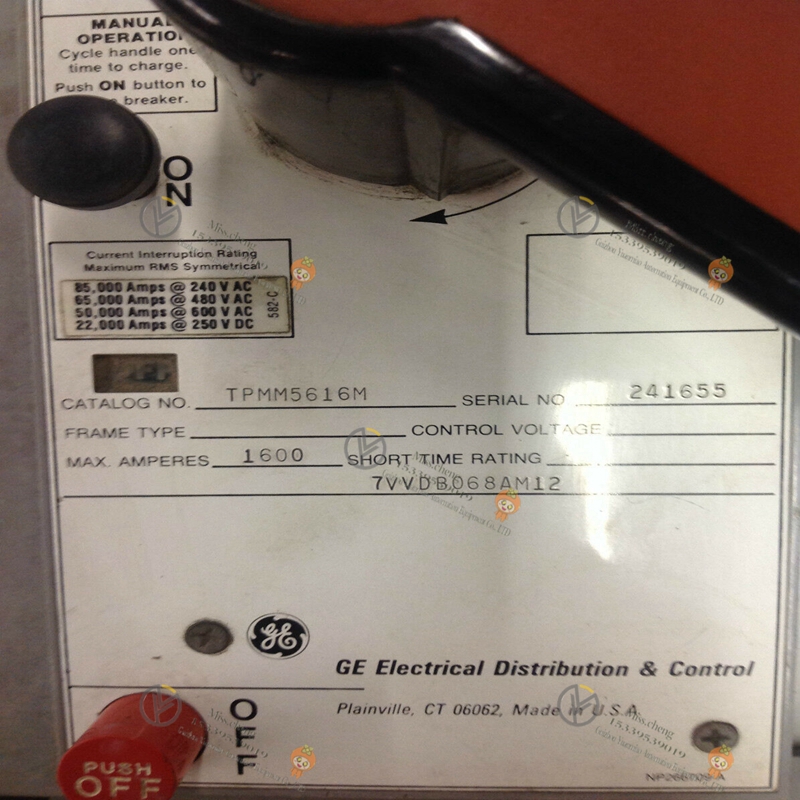 MANUAL
OPERATION
Cycle handle one
time to charge.
Push ON button to
breaker.
ON
Current Interruption Rating
Maximum RMS Symmetrical
85,000 Amps @ 240 V AC
65,000 Amps @ 480 V AC
50,000 Amps @ 600 V AC
22,000 Amps @ 250 V DC
582-C
CATALOG NO. TPMM5616M SERIAL NO 241655
FRAME TYPE CONTROL VOLTAGE
MAX. AMPERES 1600 SHORT TIME RATING
7VVDB068AM12
GE
GE Electrical Distribution & Control
Plainville, CT 06062, Made in U.S.A.
OFF
PUSH
OFF
Miss.cheng
15339539019